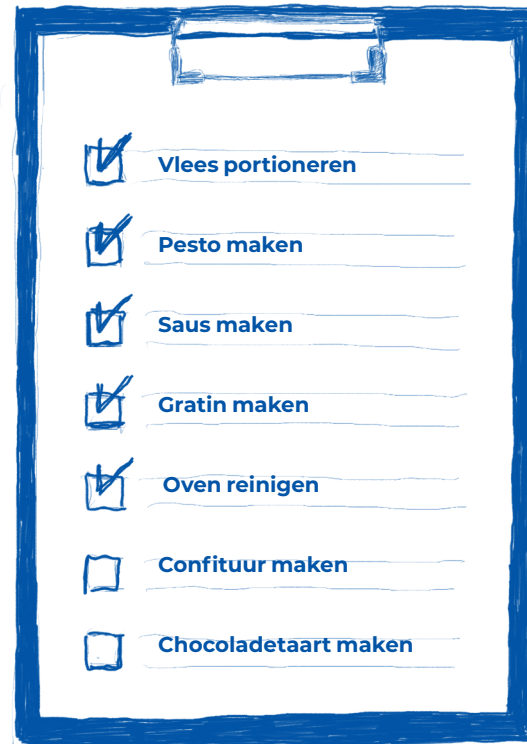 Vlees portioneren
Pesto maken
Saus maken
Gratin maken
Oven reinigen
Confituur maken
Chocoladetaart maken